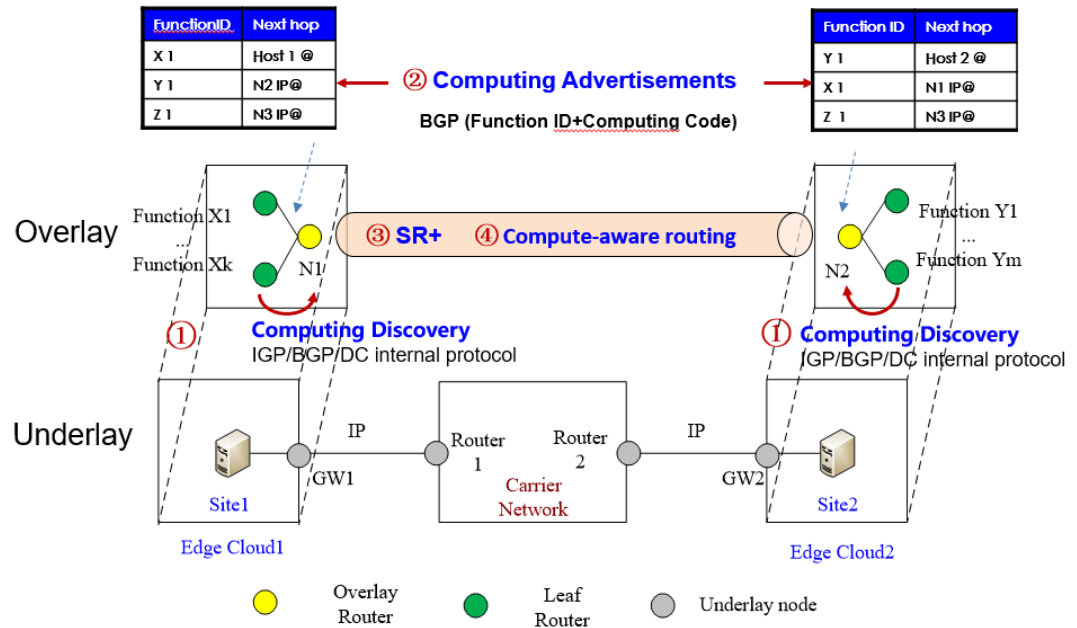 FunctionID Next hop
X 1 Host 1 @
Y 1 N2 IP@
Z 1 N3 IP@
② Computing Advertisements
BGP (Function ID+Computing Code)
Function ID Next hop
Y 1 Host 2 @
X 1 N1 IP@
Z 1 N3 IP@
Overlay
Function X1
...
Function Xk
N1
③ SR+ ④ Compute-aware routing
Function Y1
...
Function Ym
N2
① Computing Discovery
IGP/BGP/DC internal protocol
① Computing Discovery
IGP/BGP/DC internal protocol
Underlay
IP
Router
1
Router
2
IP
GW1
GW2
Carrier
Network
Site1
Site2
Edge Cloud1
Edge Cloud2
Overlay
Router
Leaf
Router
Underlay node